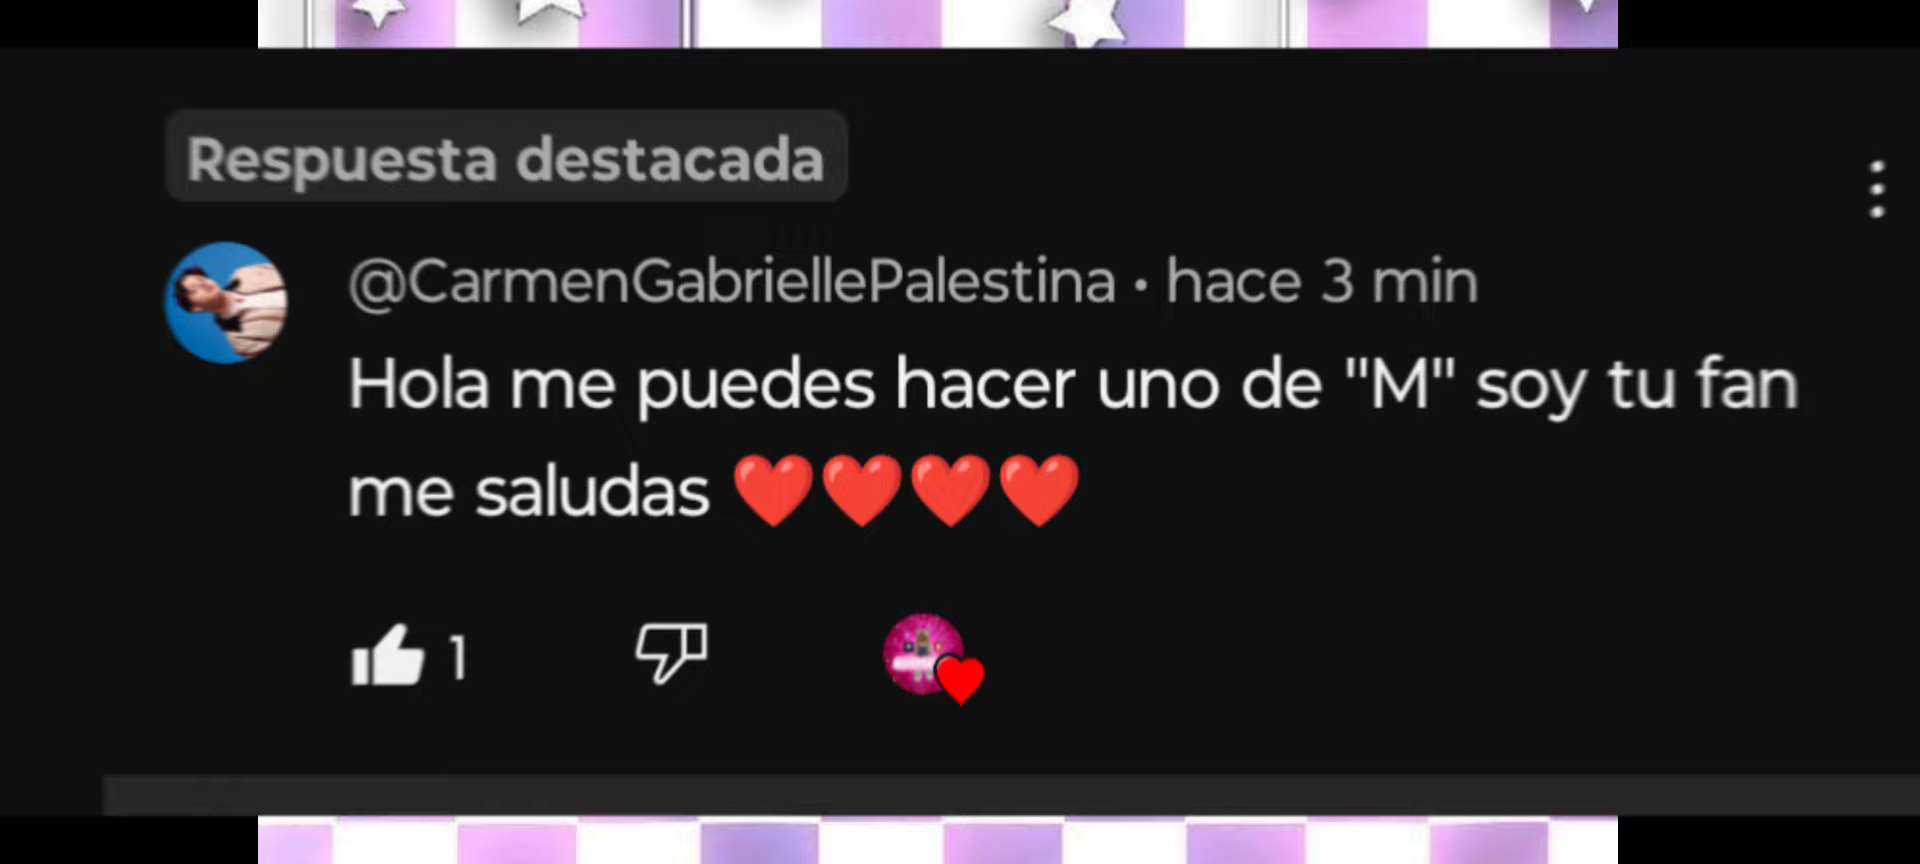 Respuesta destacada
@CarmenGabriellePalestina • hace 3 min
Hola me puedes hacer uno de "M" soy tu fan
me saludas ❤️❤️❤️❤️
1